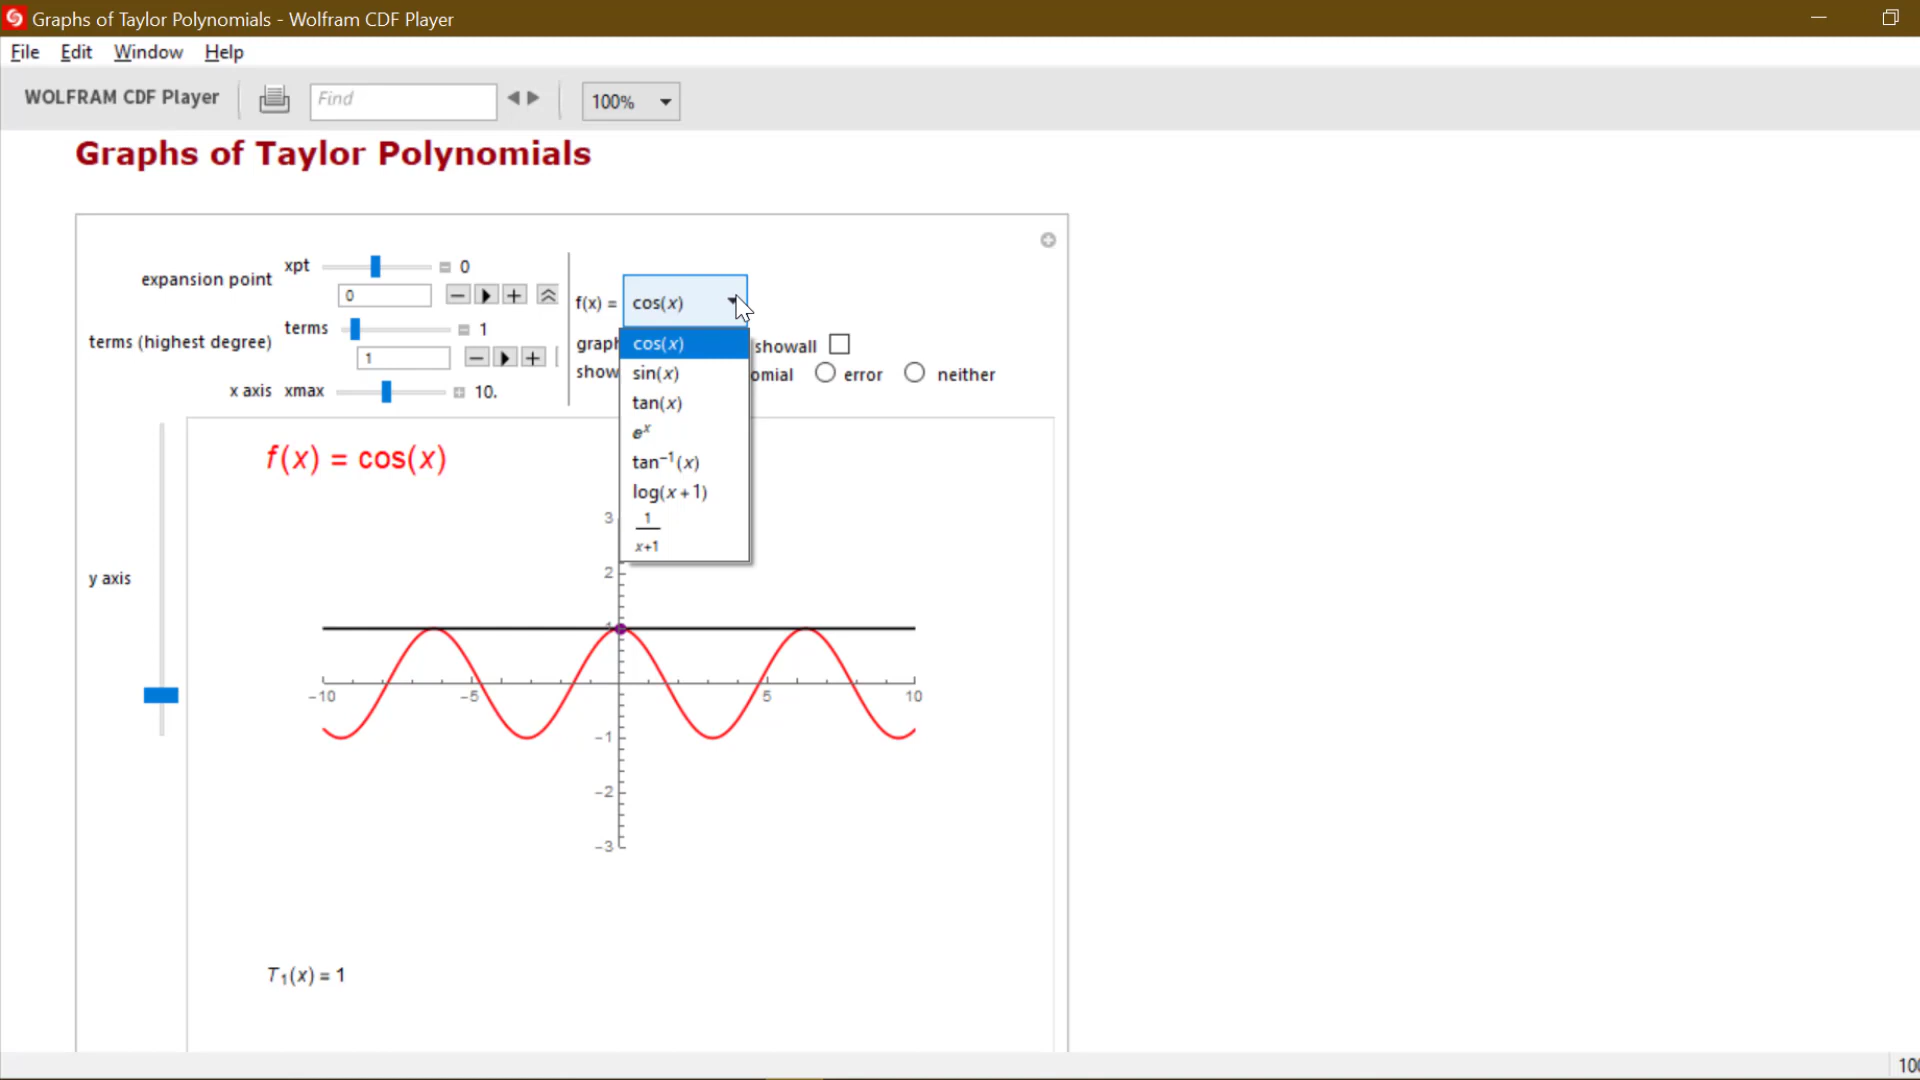 Graphs of Taylor Polynomials - Wolfram CDF Player
File Edit Window Help
WOLFRAM CDF Player Find 100%
Graphs of Taylor Polynomials
expansion point xpt 0
0
terms (highest degree) terms 1
1
x axis xmax 10.
f(x) = cos(x)
cos(x)
sin(x)
tan(x)
eˣ
tan⁻¹(x)
log(x+1)
1
x+1
graph showall
show omial error neither
y axis
f(x) = cos(x)
3
2
1
-10 -5 5 10
-1
-2
-3
T₁(x) = 1
100